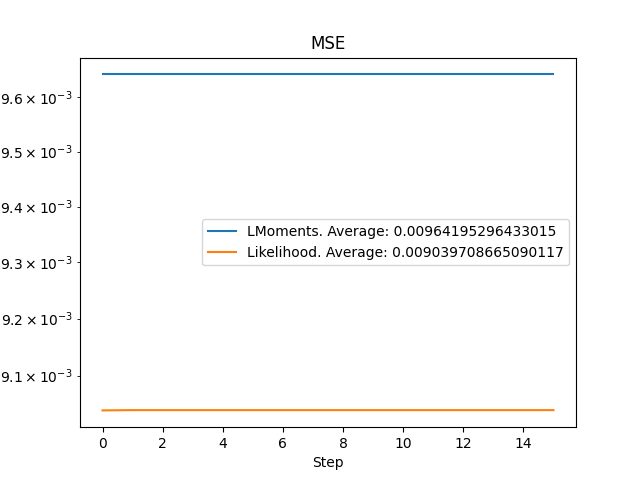 MSE
9.6 × 10⁻³
9.5 × 10⁻³
9.4 × 10⁻³
9.3 × 10⁻³
9.2 × 10⁻³
9.1 × 10⁻³
LMoments. Average: 0.00964195296433015
Likelihood. Average: 0.009039708665090117
0 2 4 6 8 10 12 14
Step